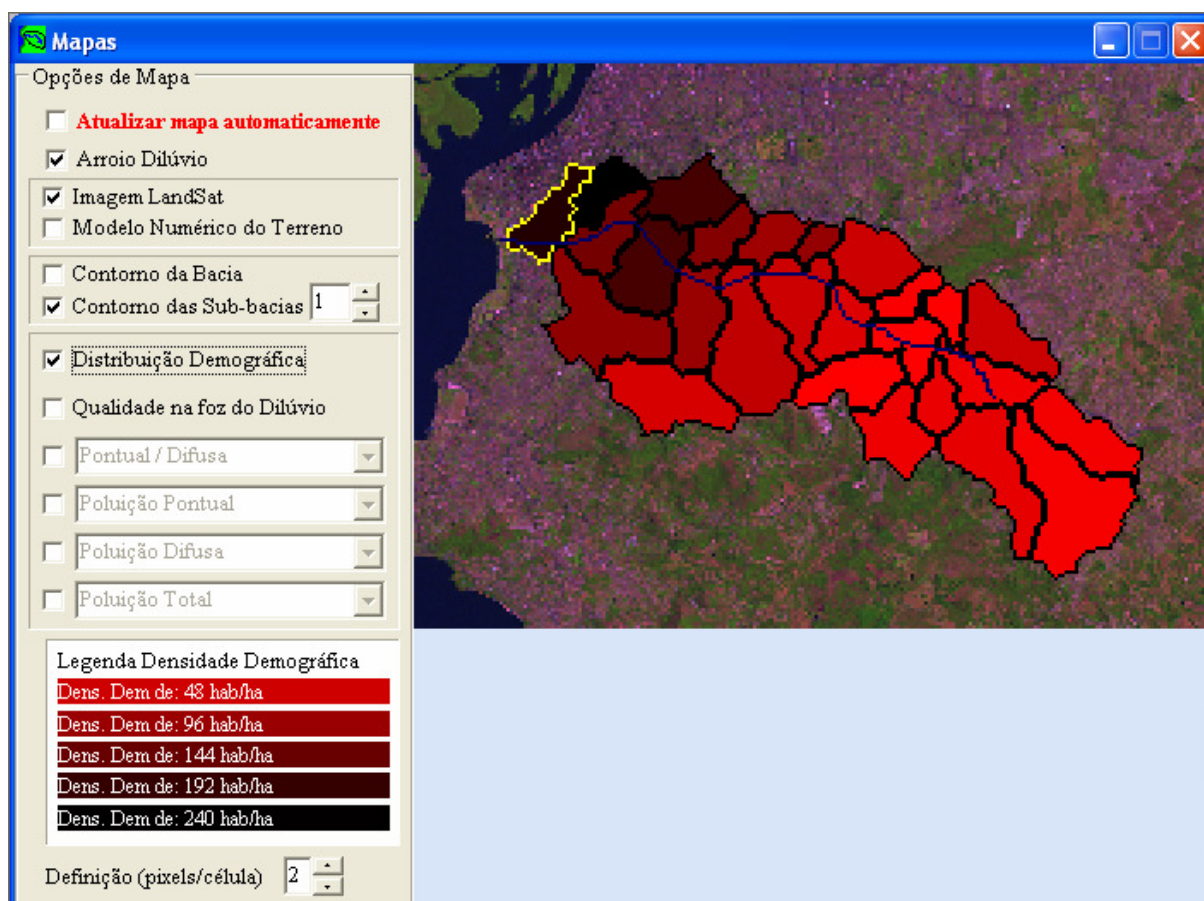 Mapas
Opções de Mapa
Atualizar mapa automaticamente
Arroio Dilúvio
Imagem LandSat
Modelo Numérico do Terreno
Contorno da Bacia
Contorno das Sub-bacias 1
Distribuição Demográfica
Qualidade na foz do Dilúvio
Pontual / Difusa
Poluição Pontual
Poluição Difusa
Poluição Total
Legenda Densidade Demográfica
Dens. Dem de: 48 hab/ha
Dens. Dem de: 96 hab/ha
Dens. Dem de: 144 hab/ha
Dens. Dem de: 192 hab/ha
Dens. Dem de: 240 hab/ha
Definição (pixels/célula) 2